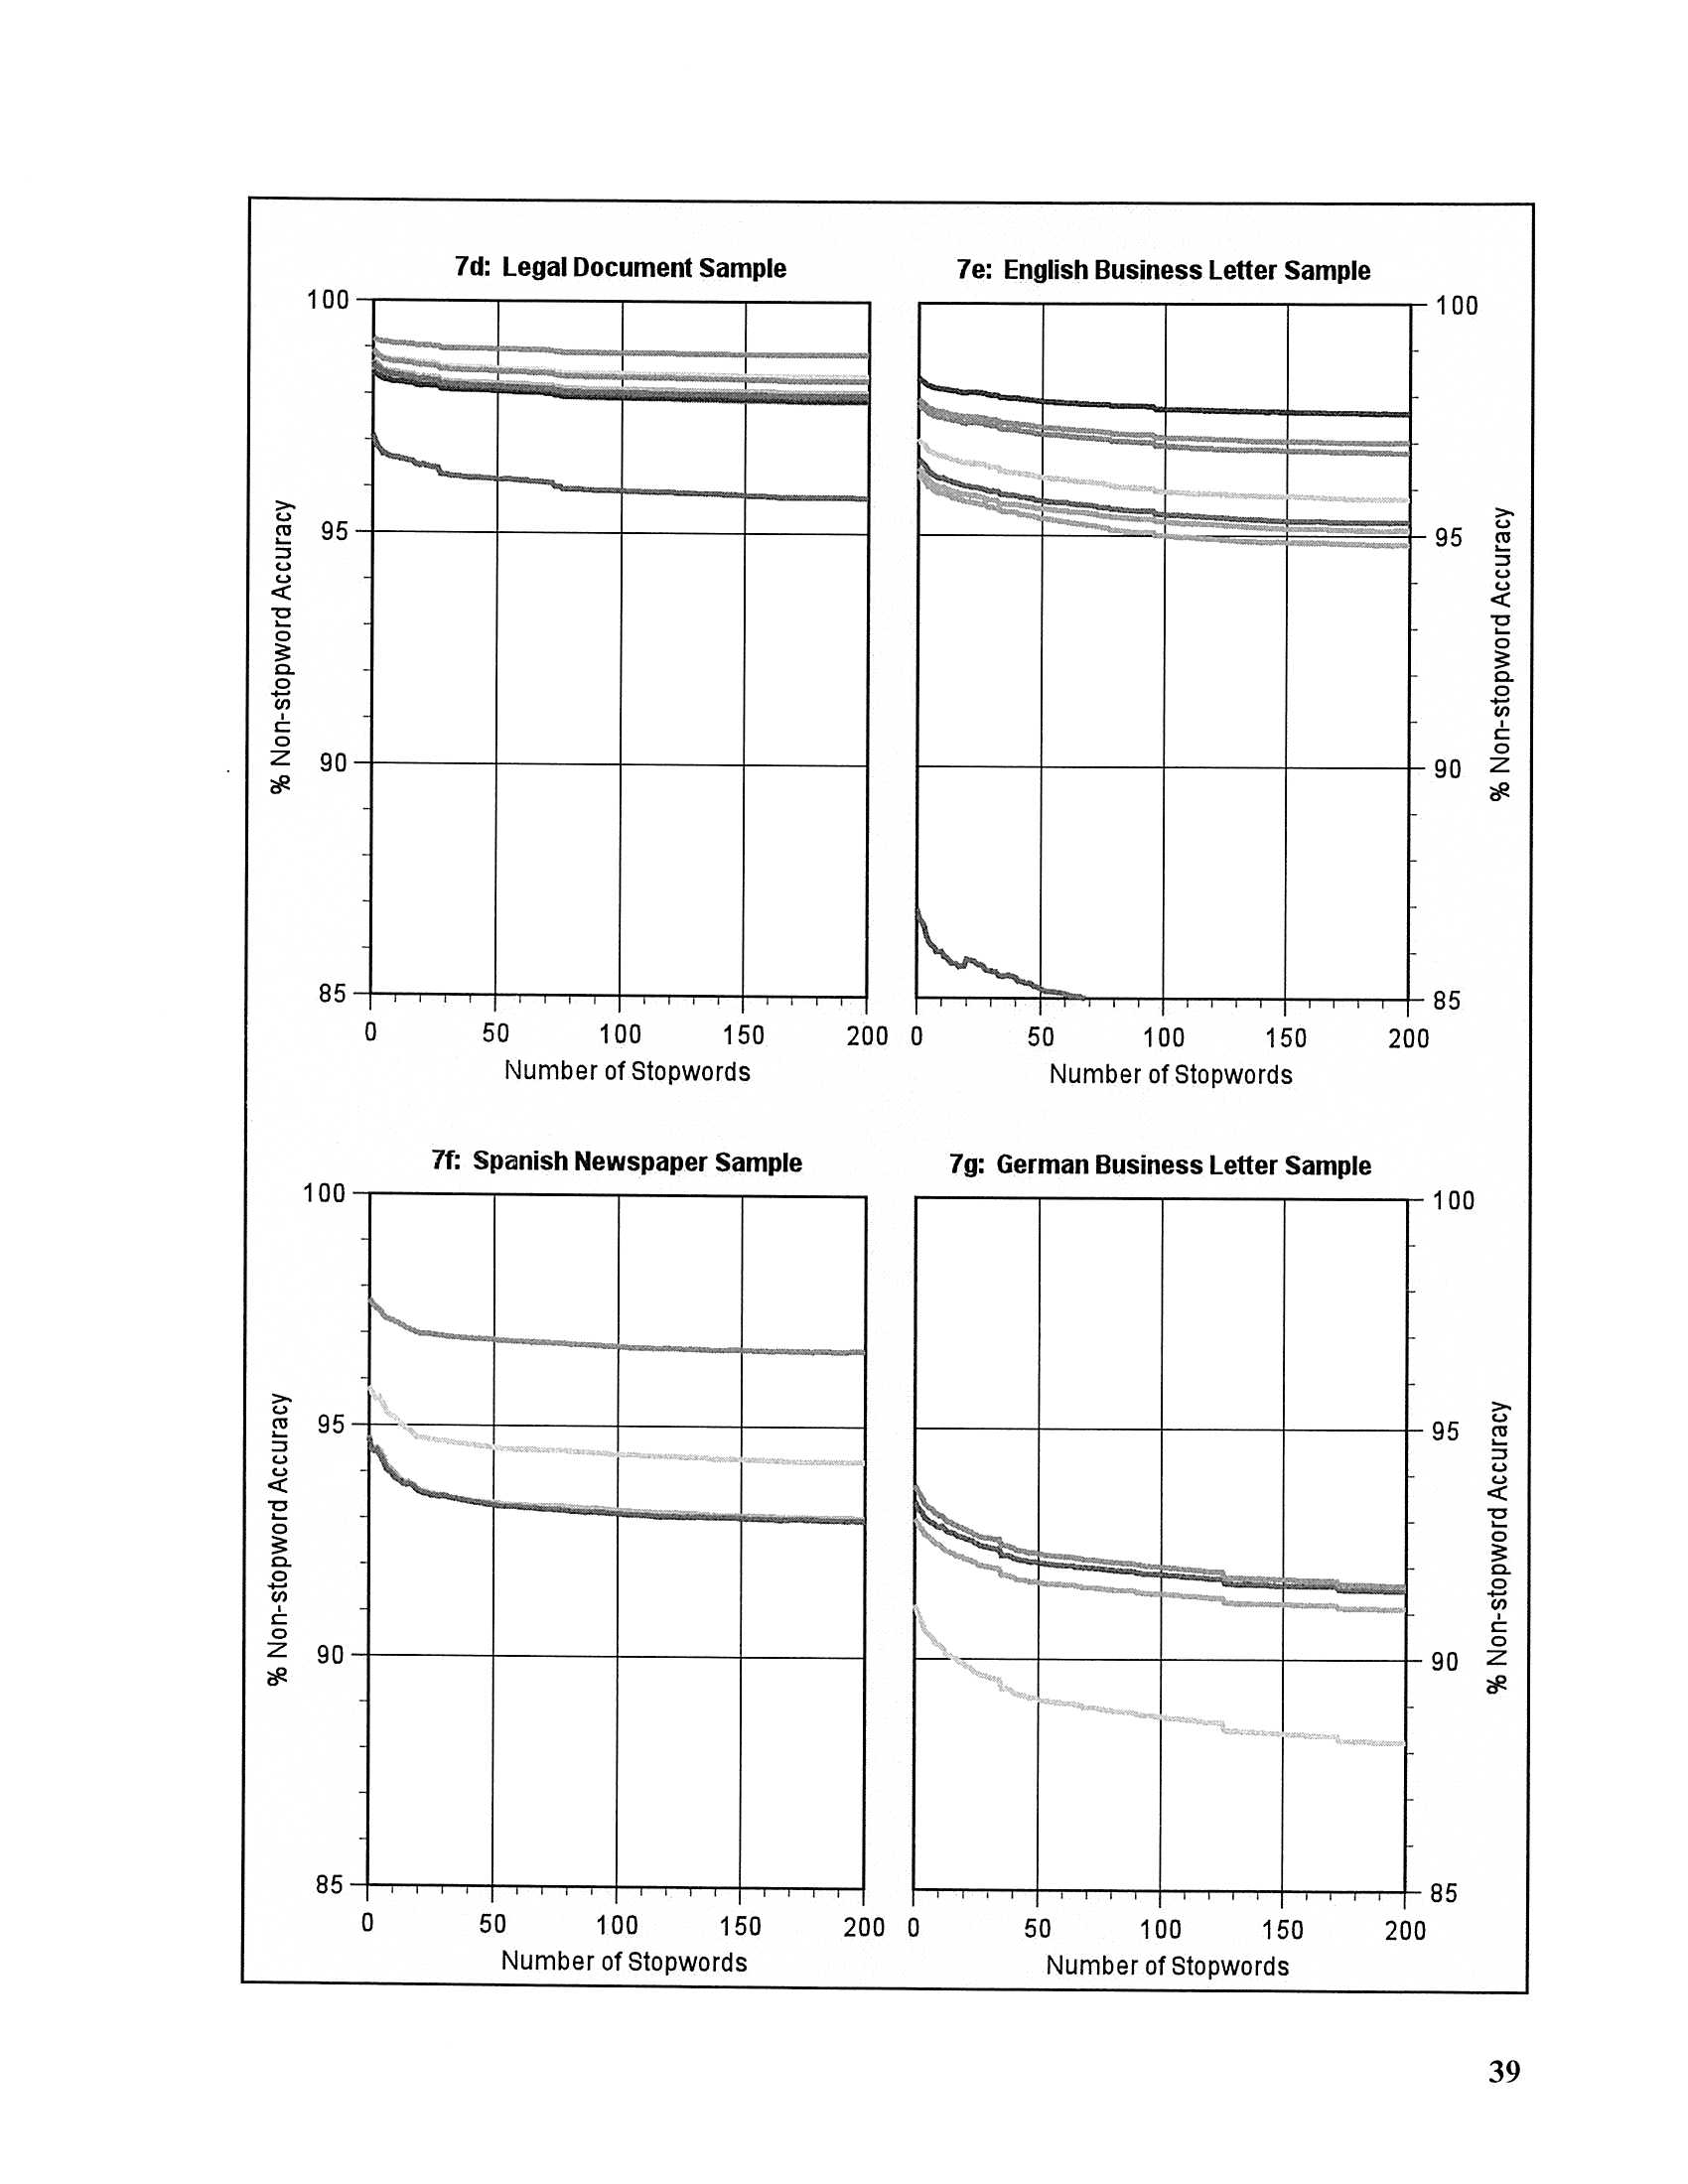 7d: Legal Document Sample
100
95
90
85
% Non-stopword Accuracy
0 50 100 150 200
Number of Stopwords
7e: English Business Letter Sample
100
95
90
85
% Non-stopword Accuracy
0 50 100 150 200
Number of Stopwords
7f: Spanish Newspaper Sample
100
95
90
85
% Non-stopword Accuracy
0 50 100 150 200
Number of Stopwords
7g: German Business Letter Sample
100
95
90
85
% Non-stopword Accuracy
0 50 100 150 200
Number of Stopwords
39